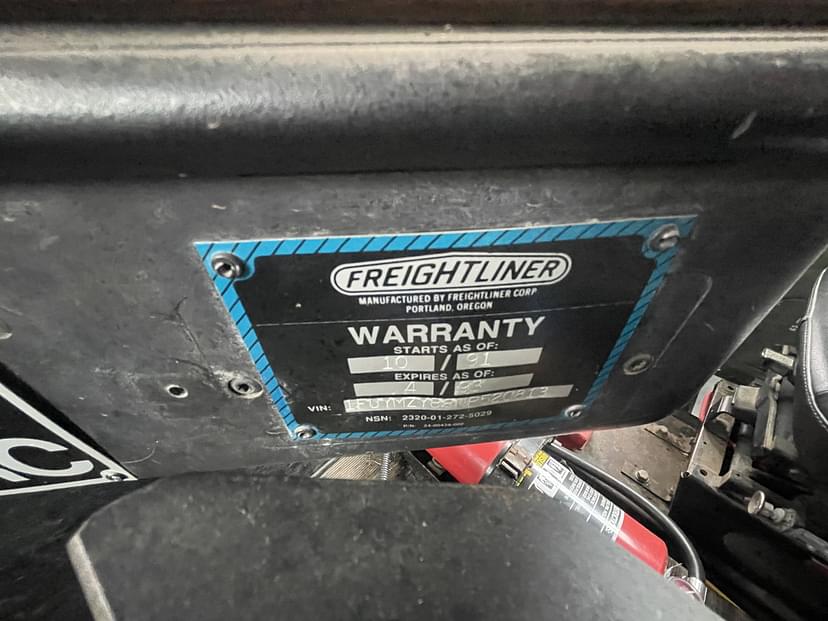 FREIGHTLINER
MANUFACTURED BY FREIGHTLINER CORP
PORTLAND, OREGON
WARRANTY
STARTS AS OF:
10 / 91
EXPIRES AS OF:
4 / 93
VIN:
NSN: 2320-01-272-5029